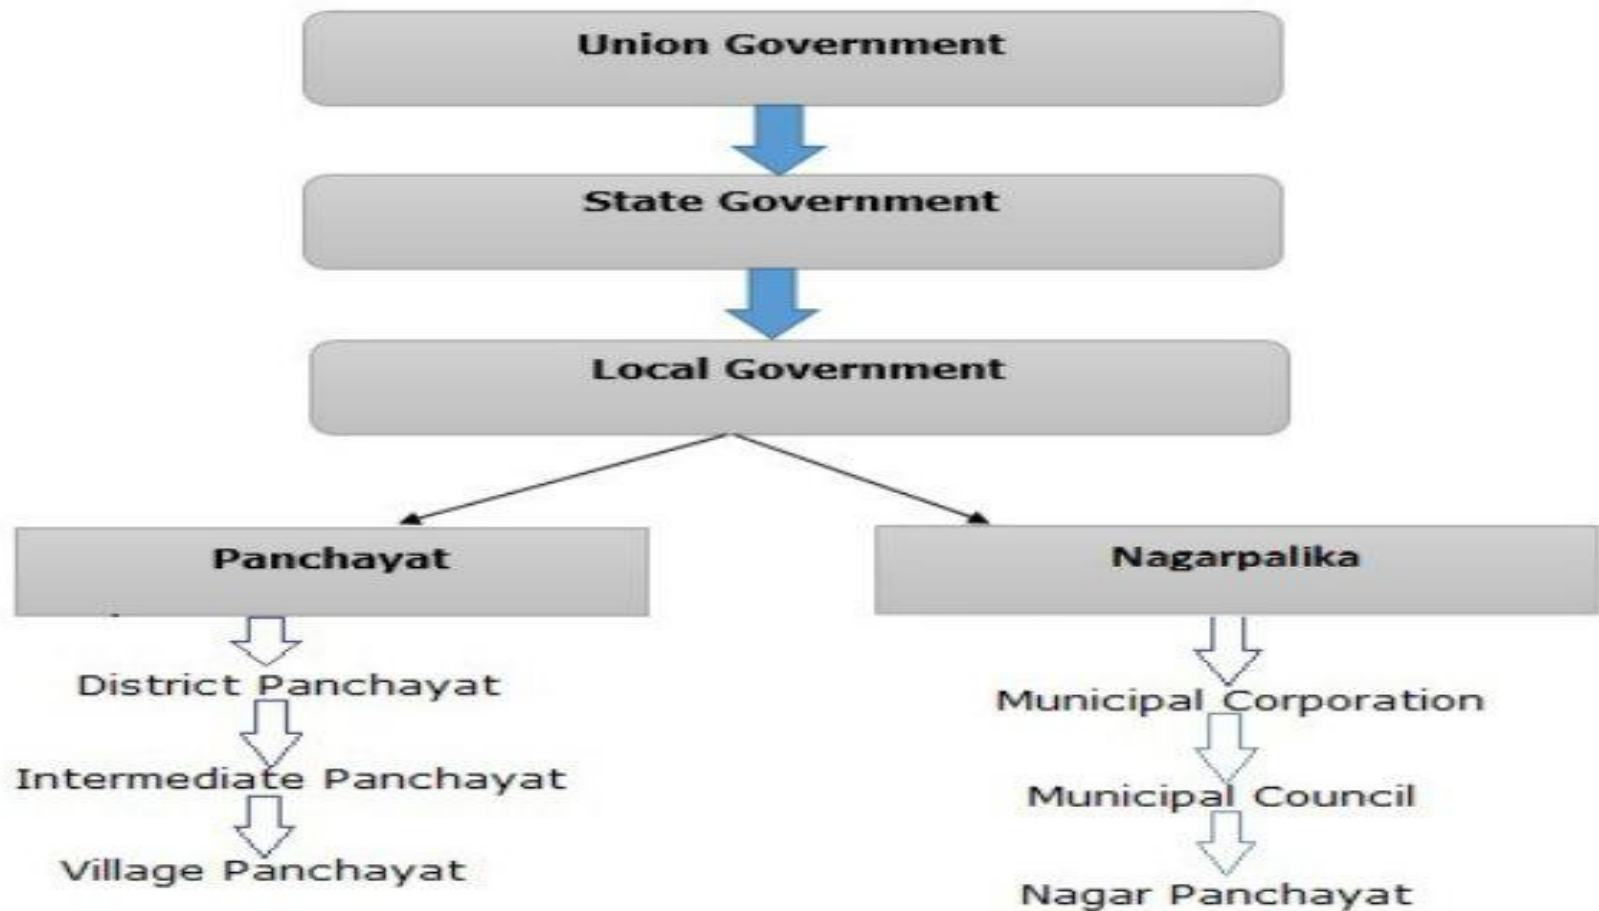 Union Government
State Government
Local Government
Panchayat
Nagarpalika
District Panchayat
Municipal Corporation
Intermediate Panchayat
Municipal Council
Village Panchayat
Nagar Panchayat